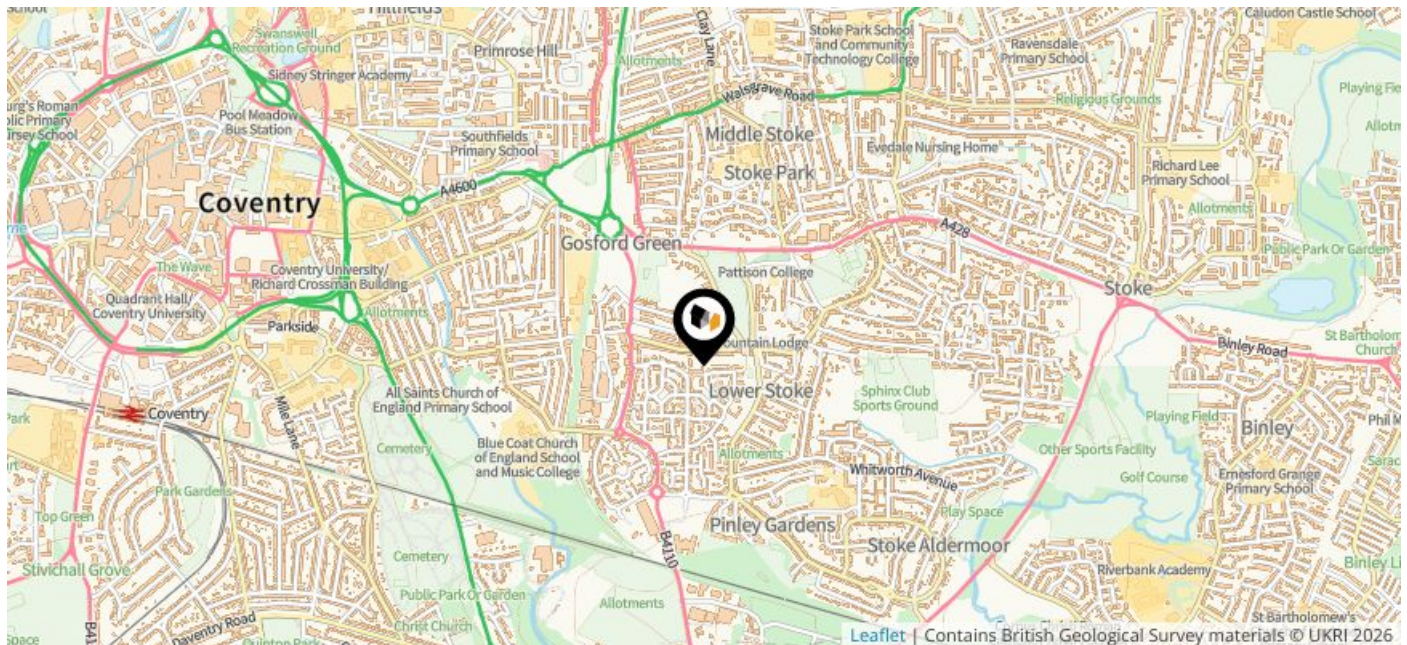 School
Hillfields
Swanswell
Recreation Ground
Primrose Hill
Clay Lane
Allotments
Stoke Park School
and Community
Technology College
Ravensdale
Primary School
Caludon Castle School
Sidney Stringer Academy
Walsgrave Road
Religious Grounds
Pool Meadow
Bus Station
Southfields
Primary School
Middle Stoke
Evedale Nursing Home
Stoke Park
Richard Lee
Primary School
A4600
Coventry
Allotments
A428
Gosford Green
Public Park Or Garden
The Wave
Coventry University/
Richard Crossman Building
Pattison College
Stoke
Quadrant Hall/
Coventry University
Allotments
Parkside
Binley Road
Lower Stoke
All Saints Church of
England Primary School
Sphinx Club
Sports Ground
Coventry
Mile Lane
Cemetery
Playing Field
Binley
Blue Coat Church
of England School
and Music College
Allotments
Other Sports Facility
Whitworth Avenue
Golf Course
Ernesford Grange
Primary School
Park Gardens
Play Space
Top Green
Pinley Gardens
Stoke Aldermoor
B4110
Cemetery
Stivichall Grove
Riverbank Academy
Public Park Or Garden
Allotments
Christ Church
Daventry Road
St Bartholomew's
Leaflet | Contains British Geological Survey materials © UKRI 2026